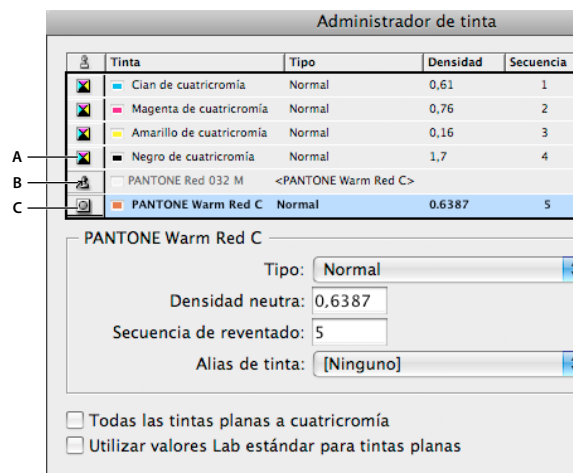 Administrador de tinta
Tinta Tipo Densidad Secuencia
Cian de cuatricromía Normal 0,61 1
Magenta de cuatricromía Normal 0,76 2
Amarillo de cuatricromía Normal 0,16 3
A Negro de cuatricromía Normal 1,7 4
B PANTONE Red 032 M <PANTONE Warm Red C>
C PANTONE Warm Red C Normal 0.6387 5
PANTONE Warm Red C
Tipo: Normal
Densidad neutra: 0,6387
Secuencia de reventado: 5
Alias de tinta: [Ninguno]
Todas las tintas planas a cuatricromía
Utilizar valores Lab estándar para tintas planas